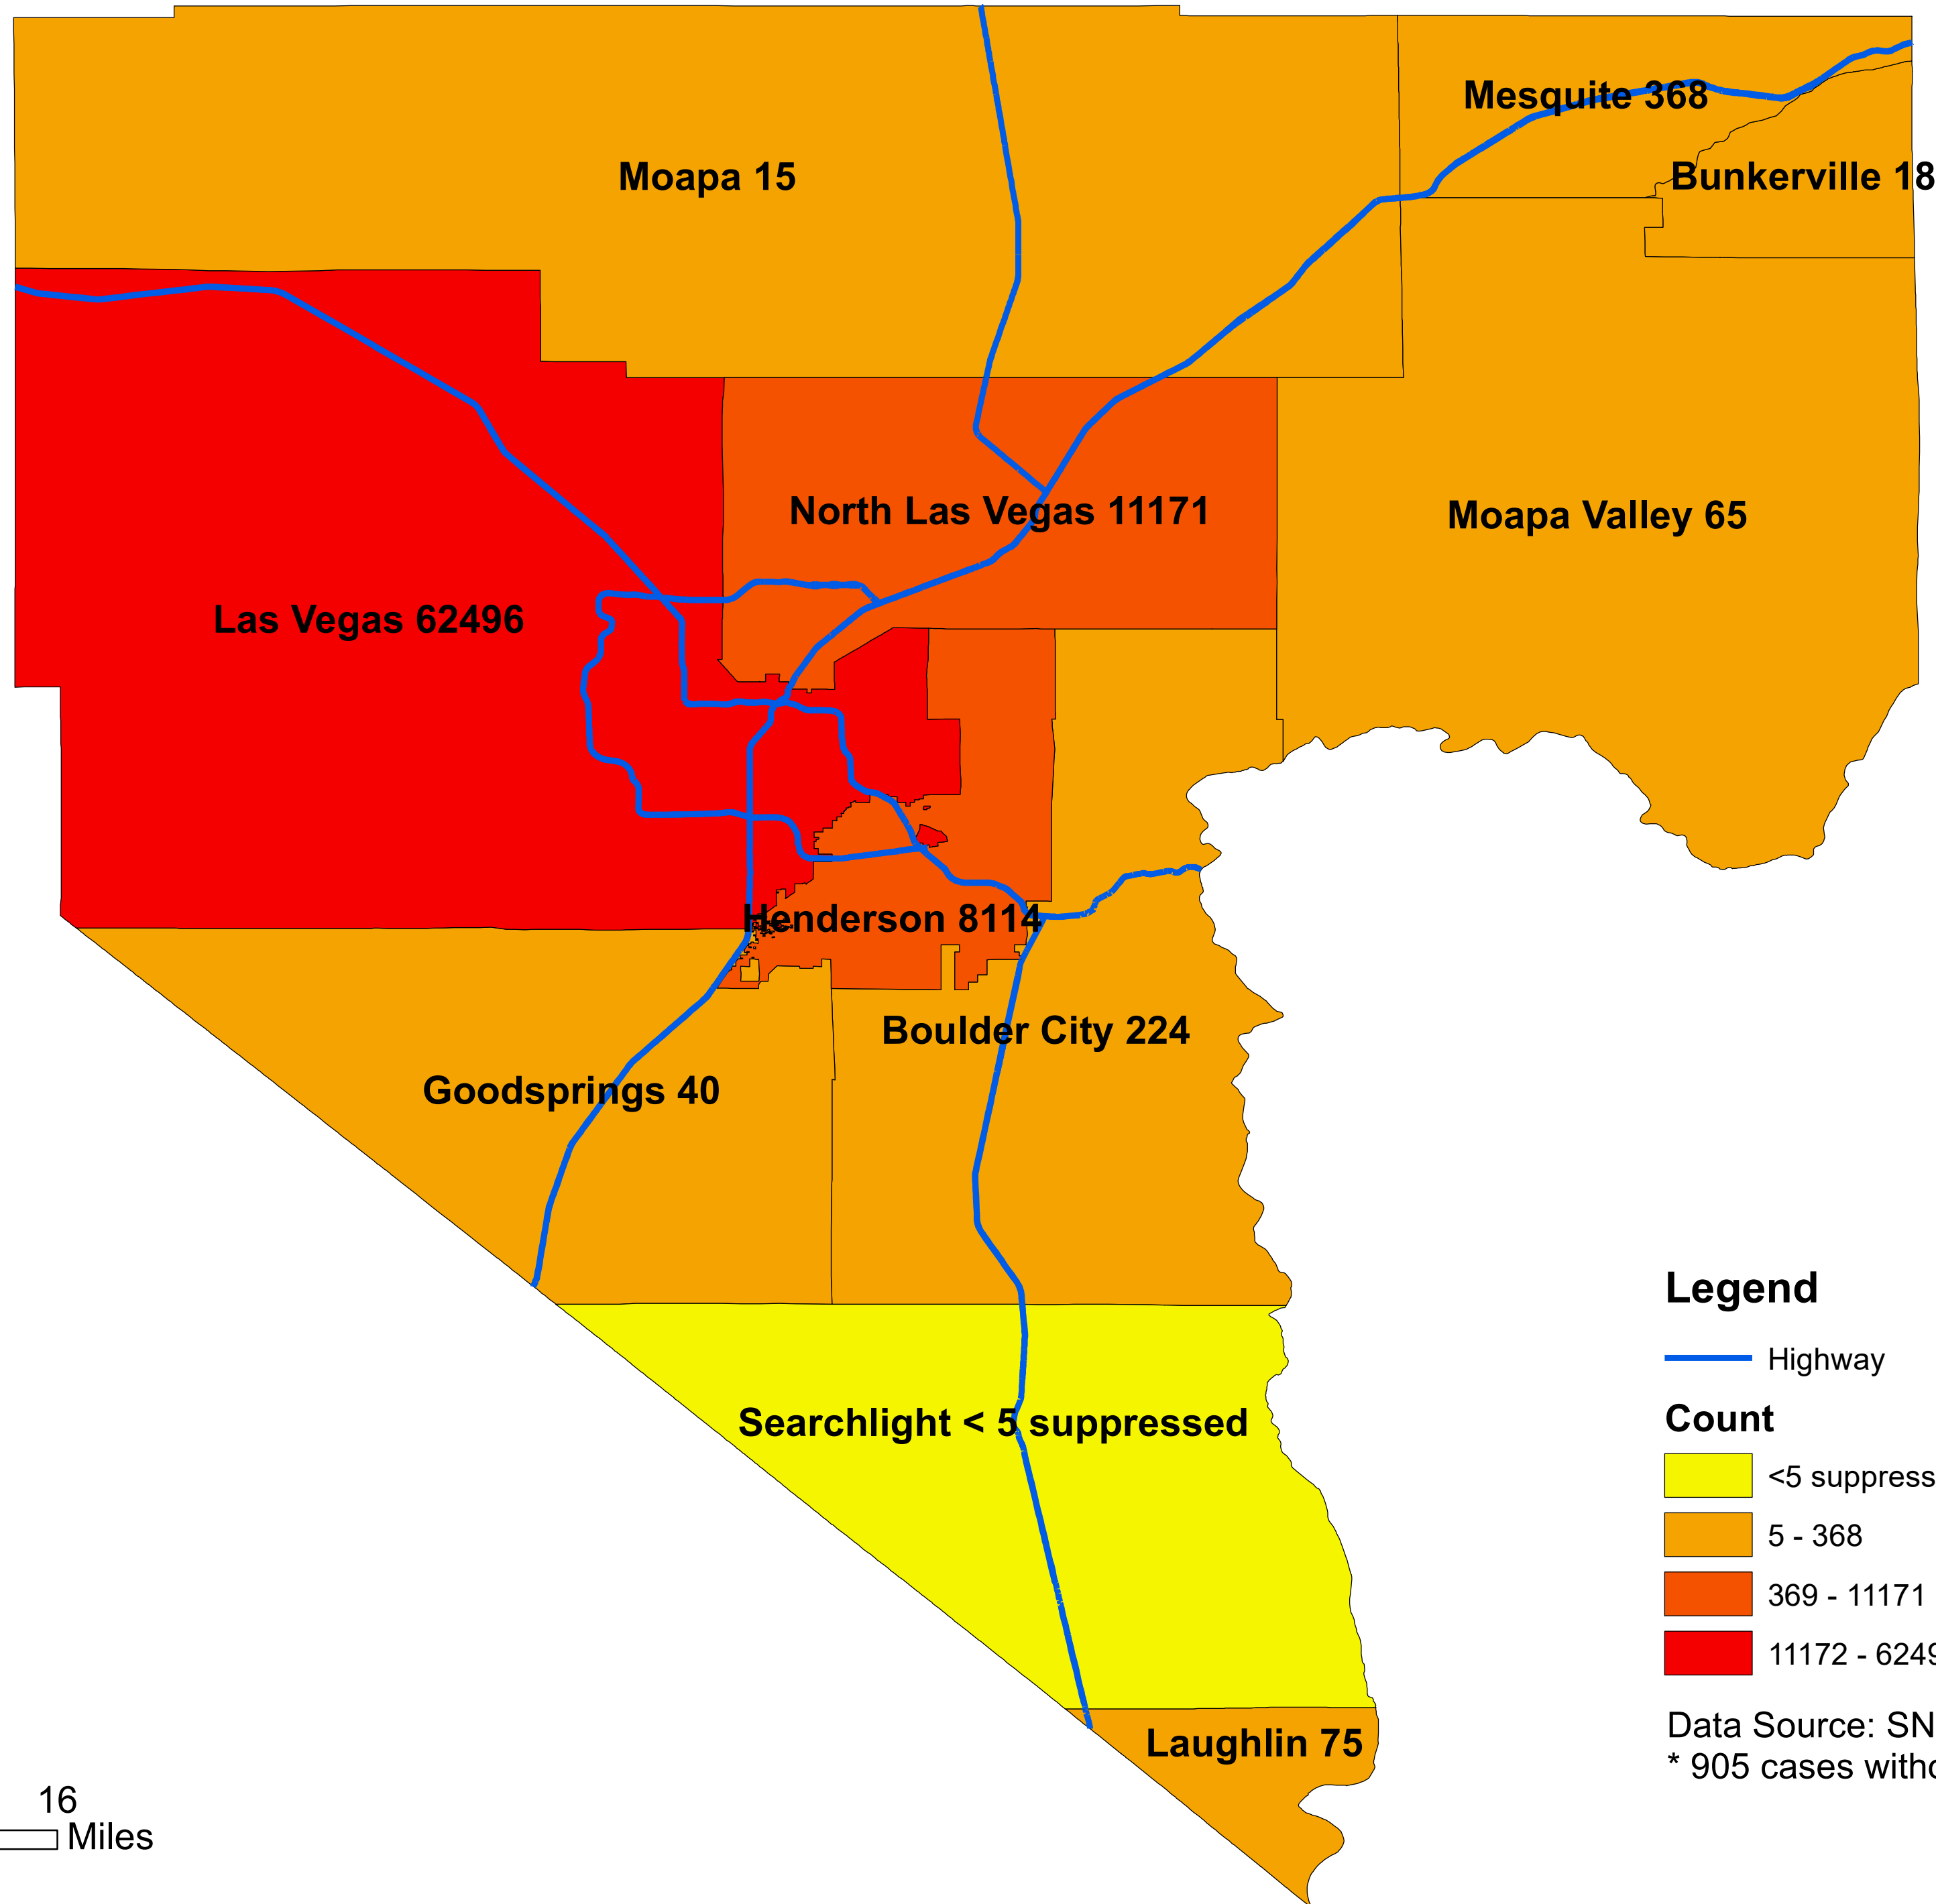 Mesquite 368
Moapa 15
Bunkerville 18
North Las Vegas 11171
Moapa Valley 65
Las Vegas 62496
Henderson 8114
Boulder City 224
Goodsprings 40
Searchlight < 5 suppressed
Laughlin 75
Legend
Highway
Count
<5 suppress
5 - 368
369 - 11171
11172 - 6249
Data Source: SN
* 905 cases witho
16
Miles